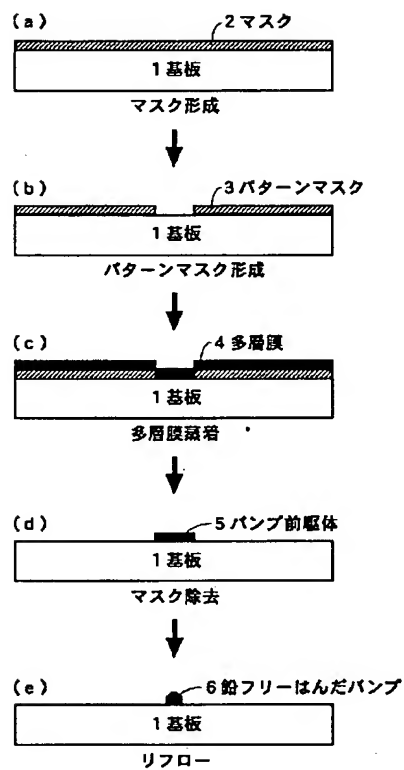 (a)
2マスク
1基板
マスク形成
(b)
3パターンマスク
1基板
パターンマスク形成
(c)
4多層膜
1基板
多層膜蒸着
(d)
5バンプ前駆体
1基板
マスク除去
(e)
6鉛フリーはんだバンプ
1基板
リフロー